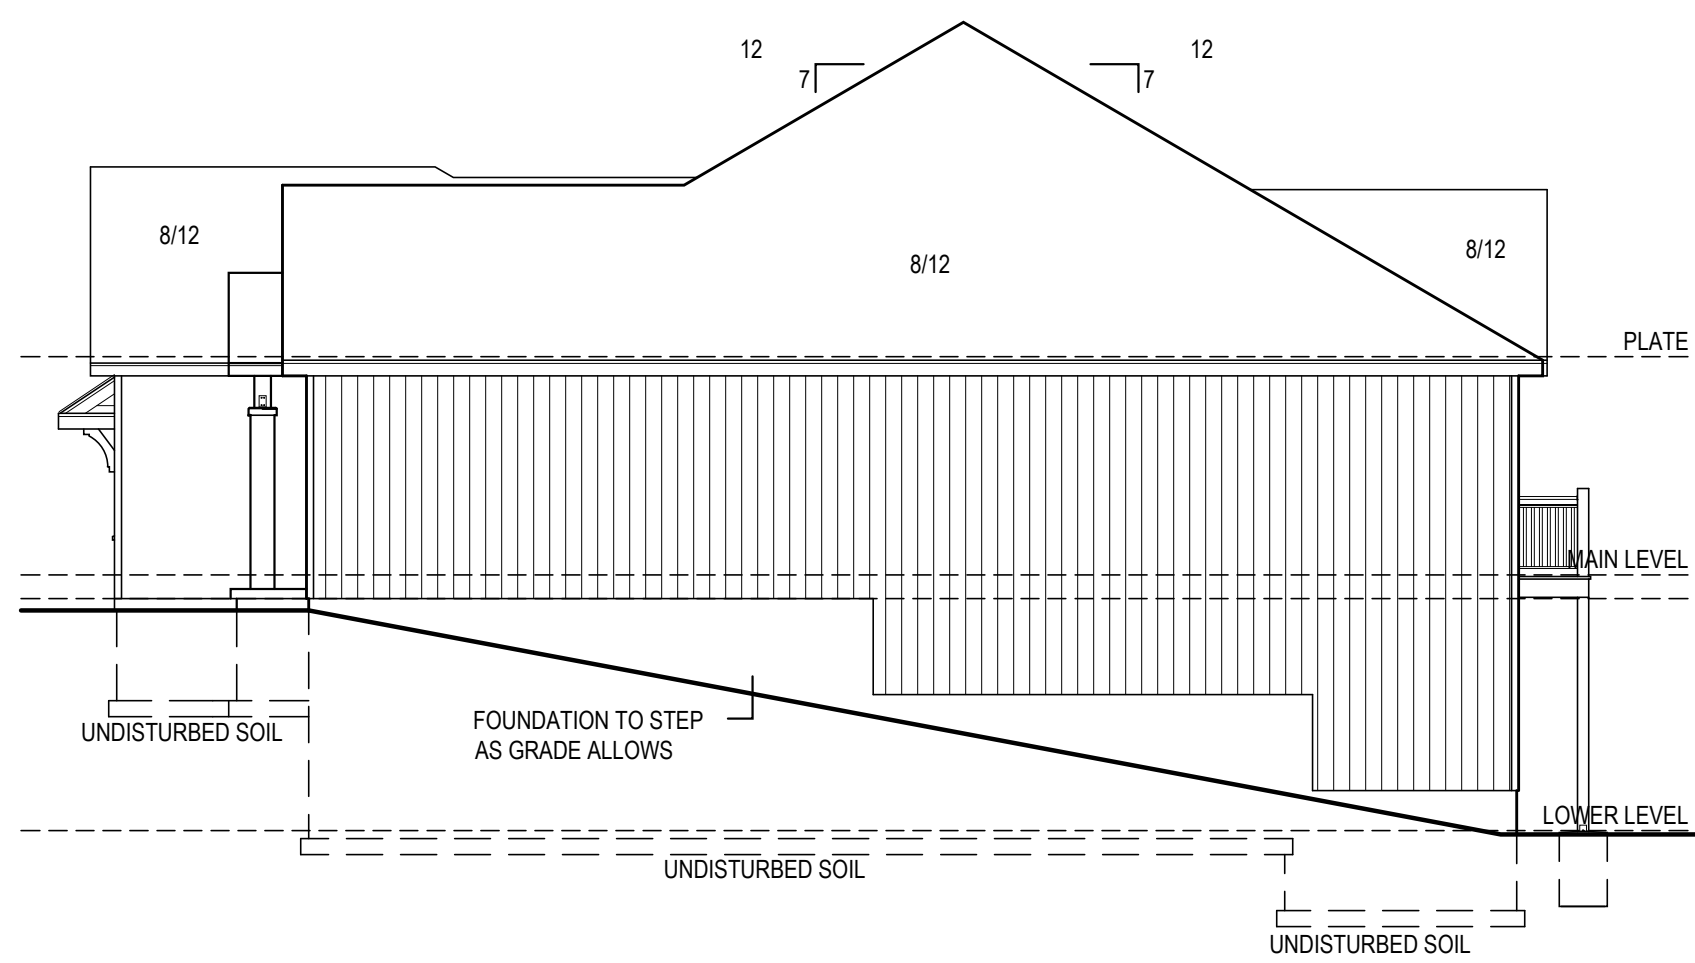 12
12
7
7
8/12
8/12
8/12
PLATE
MAIN LEVEL
FOUNDATION TO STEP
AS GRADE ALLOWS
UNDISTURBED SOIL
LOWER LEVEL
UNDISTURBED SOIL
UNDISTURBED SOIL